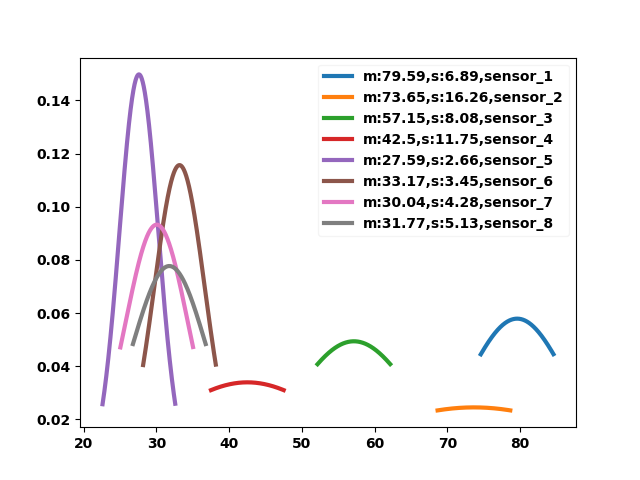 m:79.59,s:6.89,sensor_1
m:73.65,s:16.26,sensor_2
m:57.15,s:8.08,sensor_3
m:42.5,s:11.75,sensor_4
m:27.59,s:2.66,sensor_5
m:33.17,s:3.45,sensor_6
m:30.04,s:4.28,sensor_7
m:31.77,s:5.13,sensor_8
0.14
0.12
0.10
0.08
0.06
0.04
0.02
20 30 40 50 60 70 80